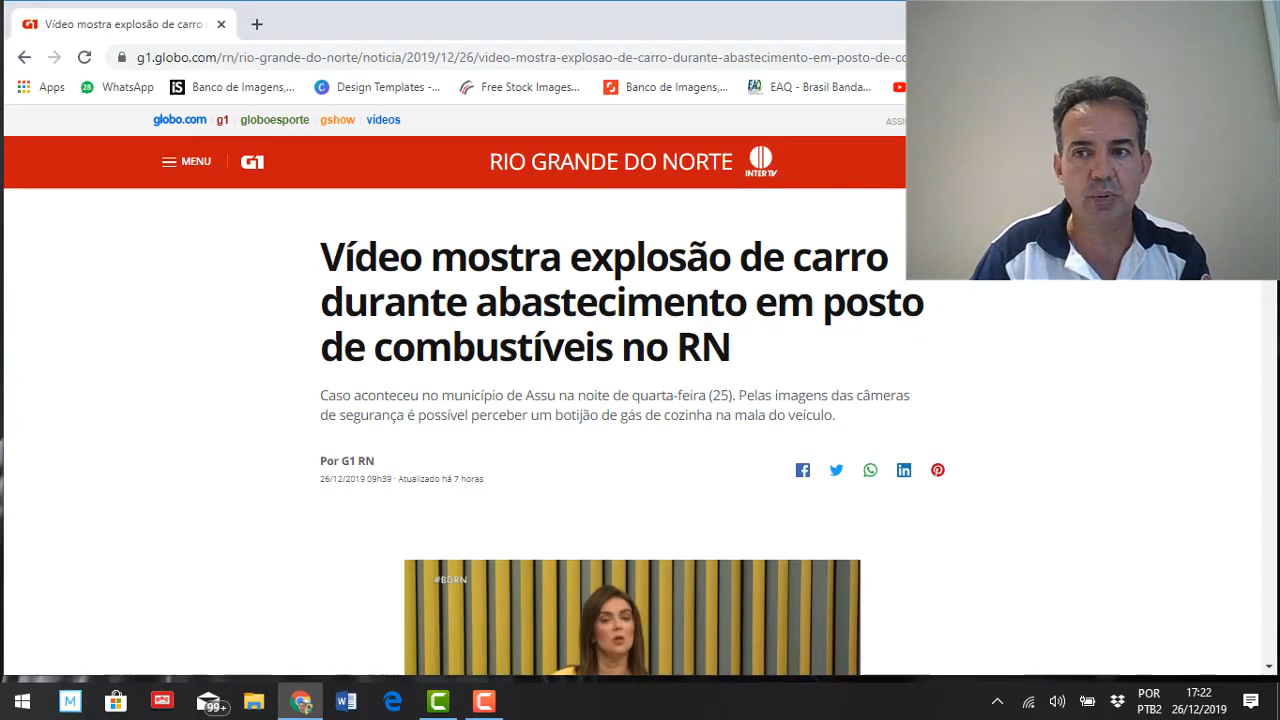 G1 Vídeo mostra explosão de carro
g1.globo.com/rn/rio-grande-do-norte/noticia/2019/12/26/video-mostra-explosao-de-carro-durante-abastecimento-em-posto-de-co
Apps 28 WhatsApp iS Banco de Imagens,... C Design Templates -... Free Stock Images... Banco de Imagens,... EAQ EAQ - Brasil Banda...
globo.com g1 globoesporte gshow vídeos ASSI
MENU G1 RIO GRANDE DO NORTE INTERTV
Vídeo mostra explosão de carro
durante abastecimento em posto
de combustíveis no RN
Caso aconteceu no município de Assu na noite de quarta-feira (25). Pelas imagens das câmeras
de segurança é possível perceber um botijão de gás de cozinha na mala do veículo.
Por G1 RN
26/12/2019 09h39 · Atualizado há 7 horas
#BDRN
M 99+ W C C POR 17:22
PTB2 26/12/2019